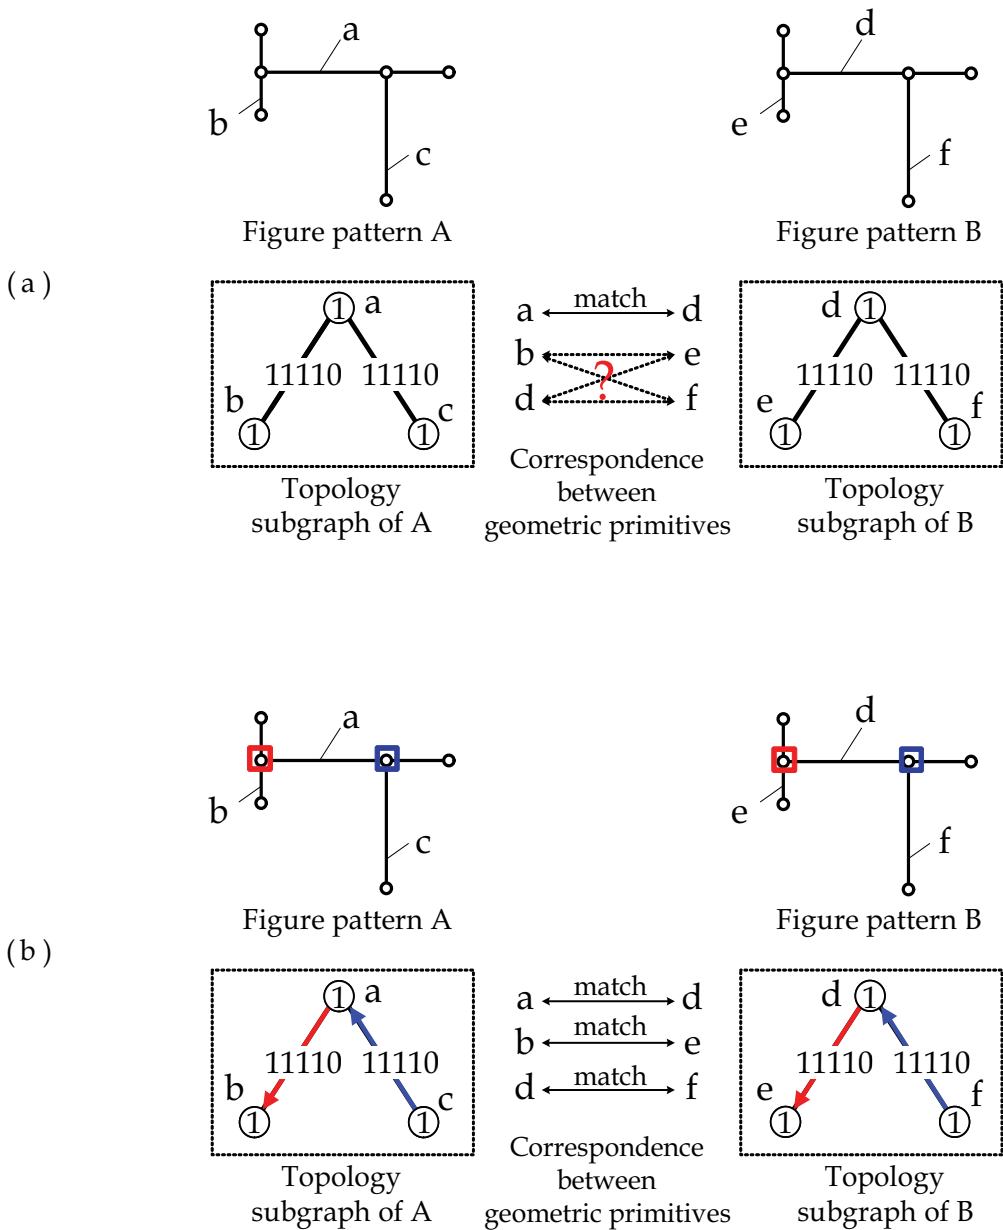 a
d
b
e
c
f
Figure pattern A
Figure pattern B
(a)
1 a
match
d 1
a d
11110 11110
b e
?
11110 11110
b c
d f
e f
1 1
1 1
Correspondence
between
geometric primitives
Topology
subgraph of A
Topology
subgraph of B
a
d
b
e
c
f
Figure pattern A
Figure pattern B
(b)
1 a
match
d 1
a d
match
11110 11110
b e
11110 11110
match
b c
d f
e f
1 1
1 1
Correspondence
between
geometric primitives
Topology
subgraph of A
Topology
subgraph of B